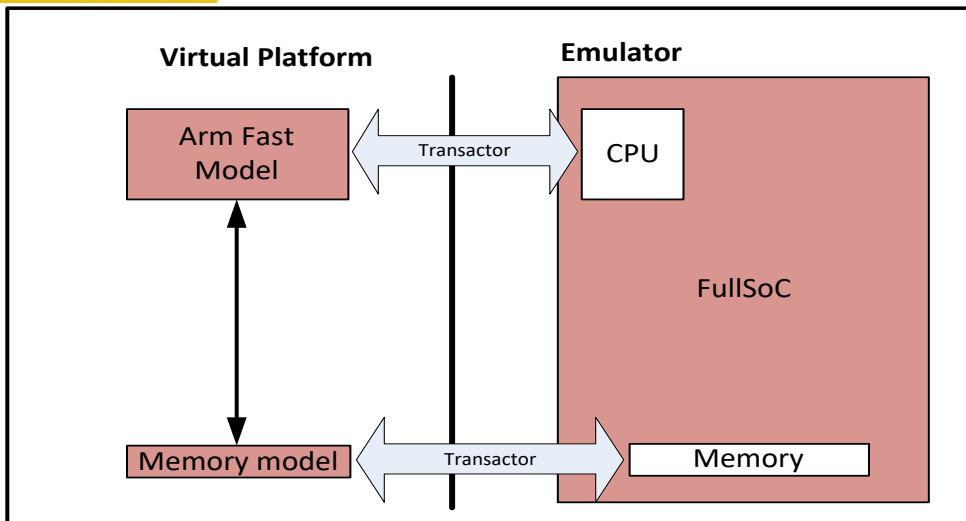 Virtual Platform
Emulator
Arm Fast
Model
Transactor
CPU
FullSoC
Memory model
Transactor
Memory